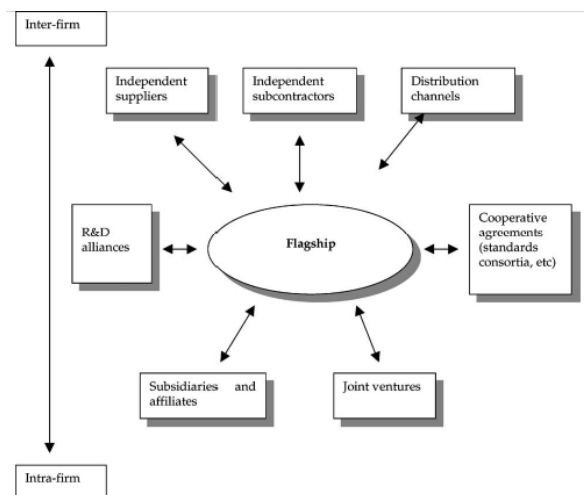 Inter-firm
Independent
suppliers
Independent
subcontractors
Distribution
channels
R&D
alliances
Flagship
Cooperative
agreements
(standards
consortia, etc)
Subsidiaries and
affiliates
Joint ventures
Intra-firm